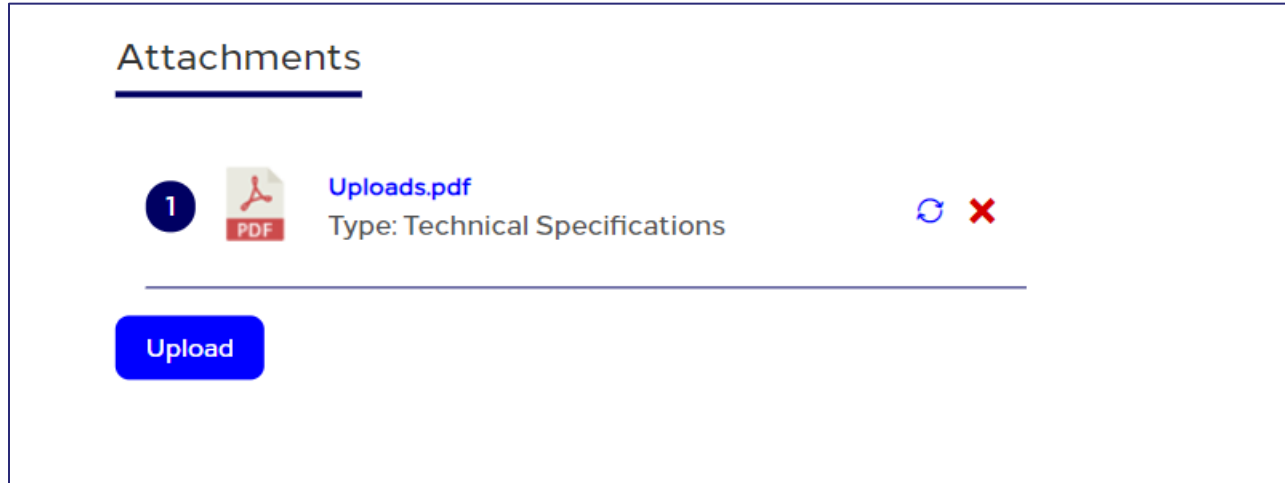 Attachments
1
PDF
Uploads.pdf
Type: Technical Specifications
Upload